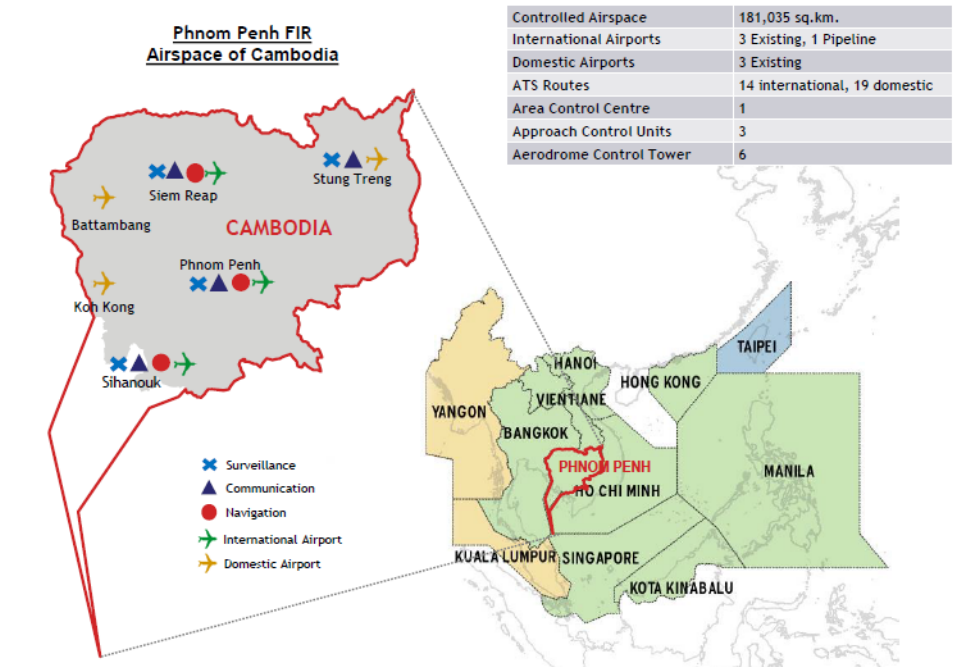 Phnom Penh FIR
Airspace of Cambodia
Controlled Airspace 181,035 sq.km.
International Airports 3 Existing, 1 Pipeline
Domestic Airports 3 Existing
ATS Routes 14 international, 19 domestic
Area Control Centre 1
Approach Control Units 3
Aerodrome Control Tower 6
Stung Treng
Siem Reap
Battambang
CAMBODIA
Phnom Penh
Koh Kong
Sihanouk
Surveillance
Communication
Navigation
International Airport
Domestic Airport
TAIPEI
HANOI
HONG KONG
VIENTIANE
YANGON
BANGKOK
PHNOM PENH
MANILA
HO CHI MINH
KUALA LUMPUR
SINGAPORE
KOTA KINABALU